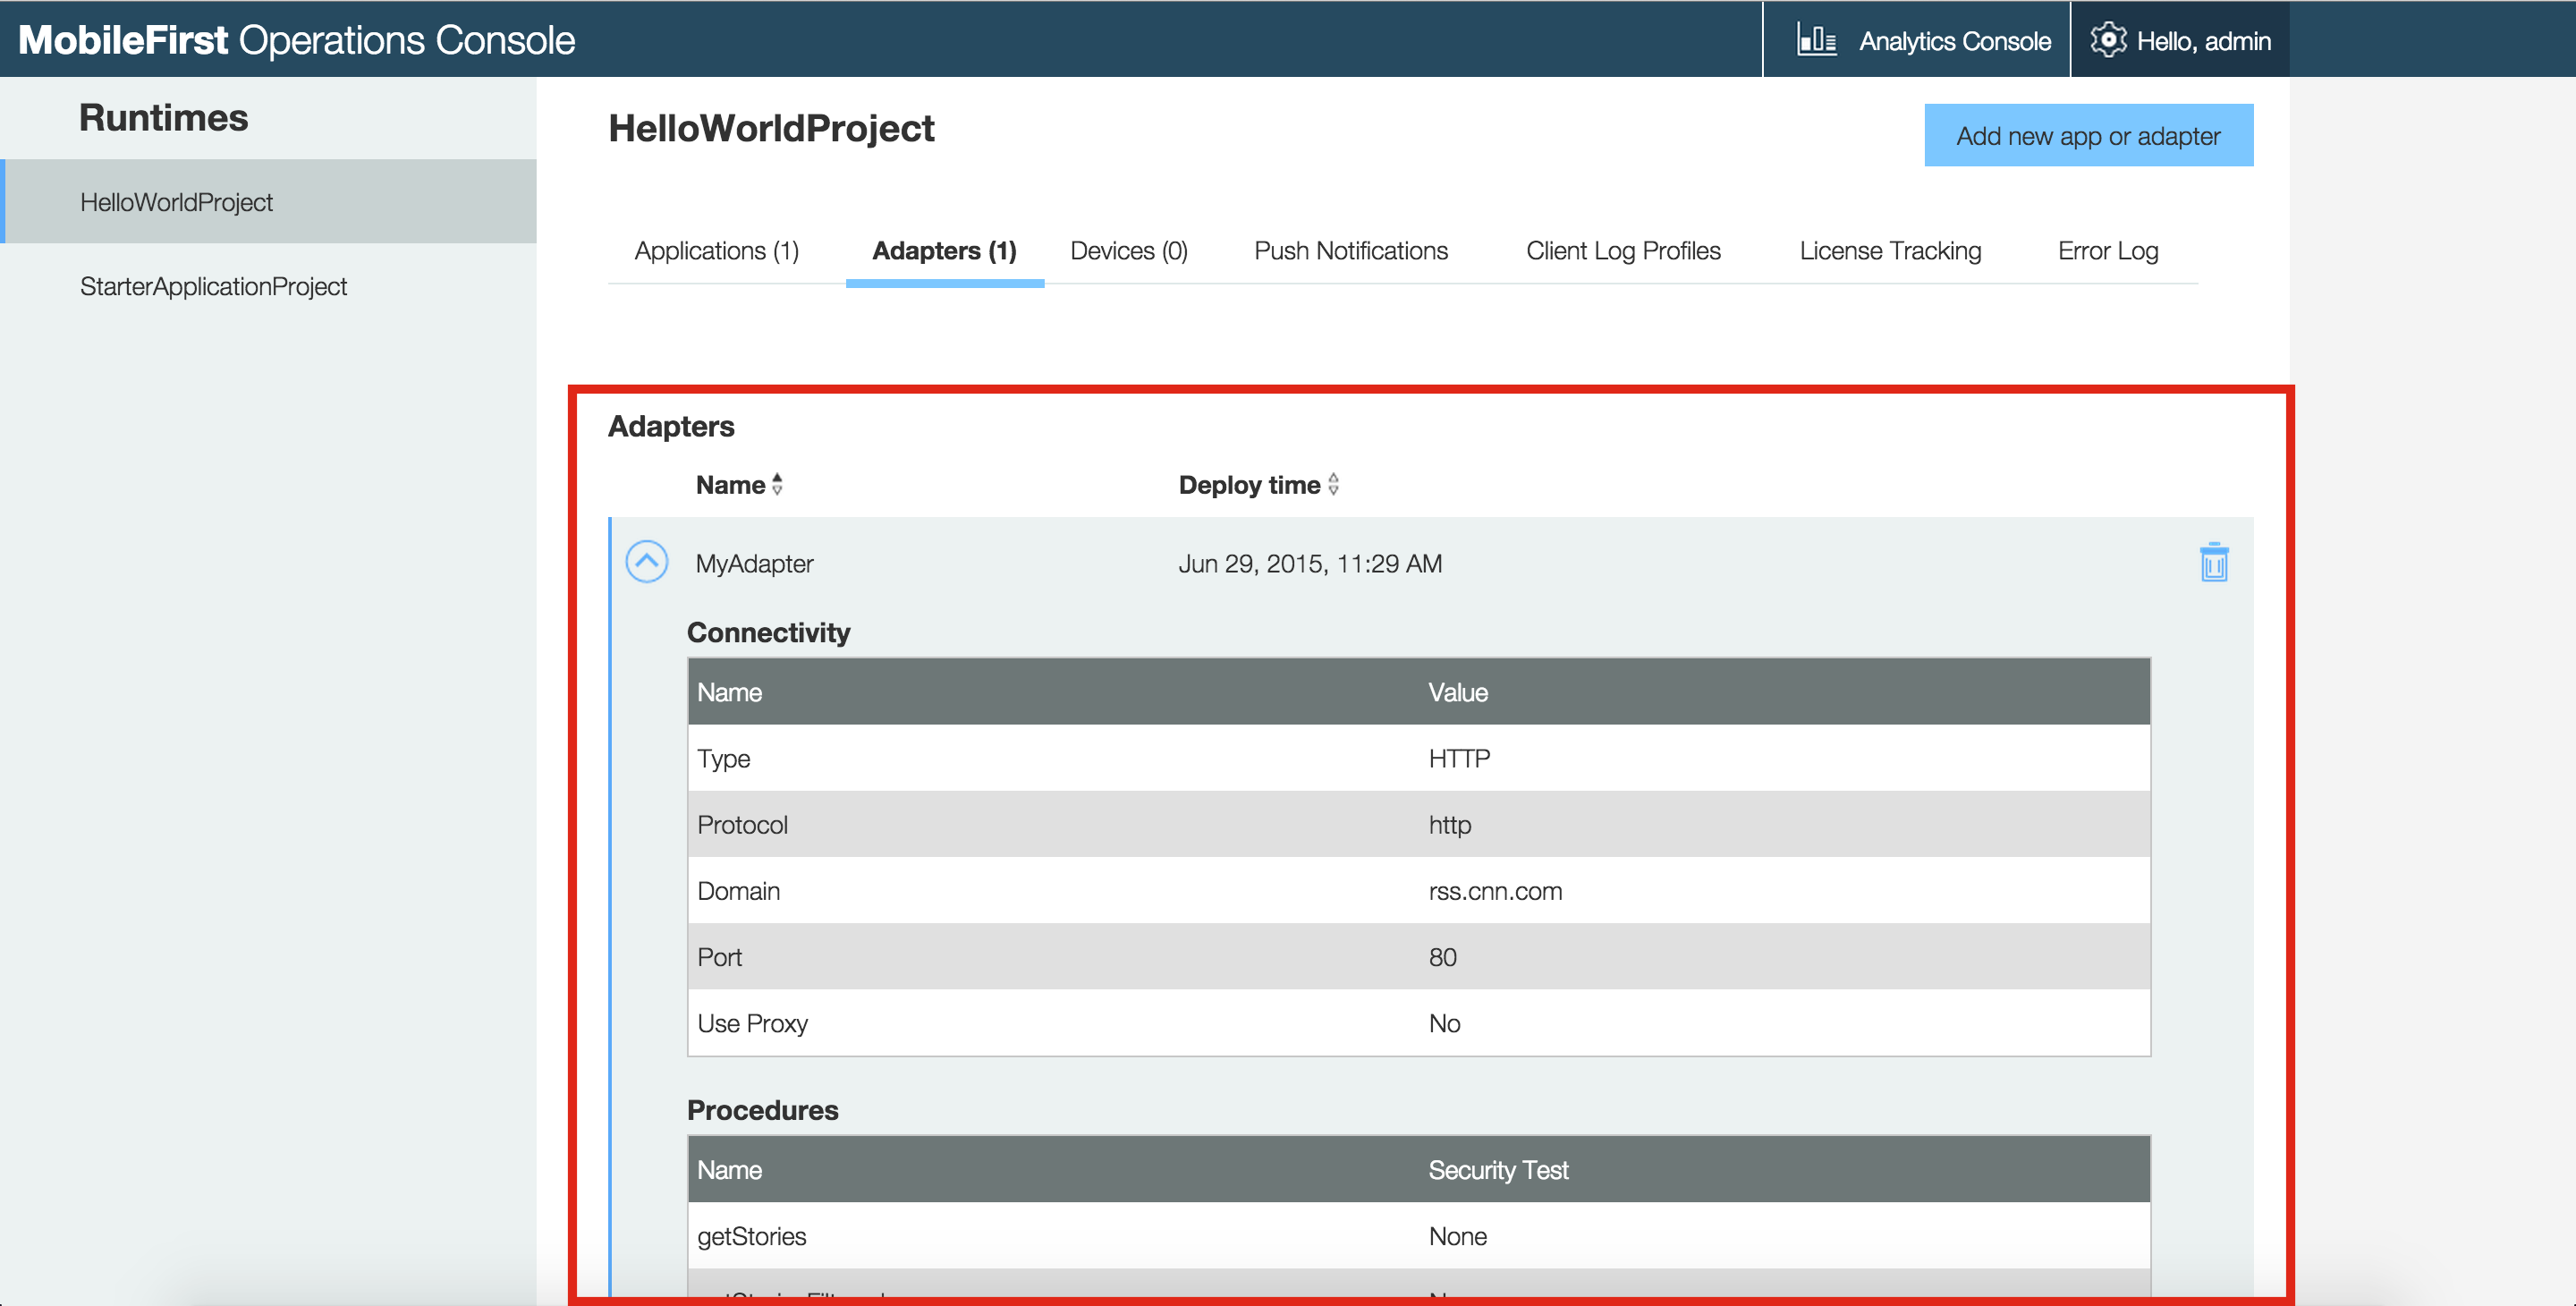 MobileFirst Operations Console
Analytics Console
Hello, admin
Runtimes
HelloWorldProject
StarterApplicationProject
HelloWorldProject
Add new app or adapter
Applications (1) Adapters (1) Devices (0) Push Notifications Client Log Profiles License Tracking Error Log
Adapters
Name Deploy time
MyAdapter Jun 29, 2015, 11:29 AM
Connectivity
Name Value
Type HTTP
Protocol http
Domain rss.cnn.com
Port 80
Use Proxy No
Procedures
Name Security Test
getStories None